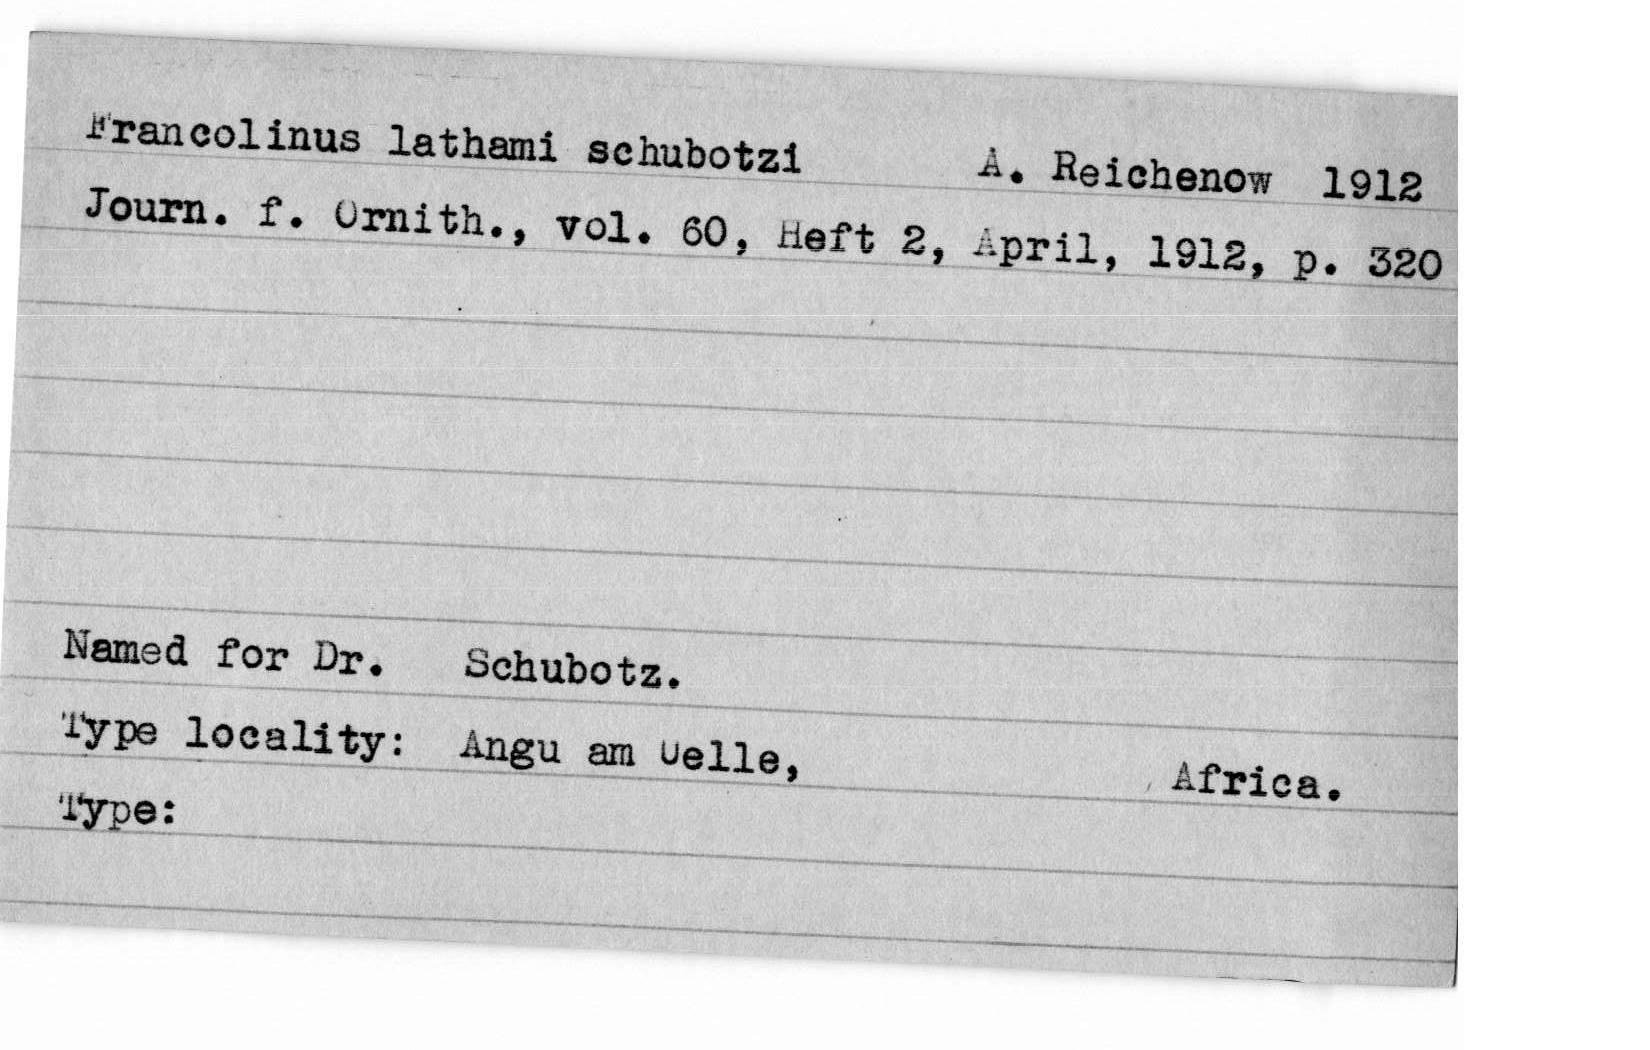 Francolinus lathami schubotzi A. Reichenow 1912
Journ. f. Ornith., vol. 60, Heft 2, April, 1912, p. 320
Named for Dr. Schubotz.
Type locality: Angu am Uelle, Africa.
Type: